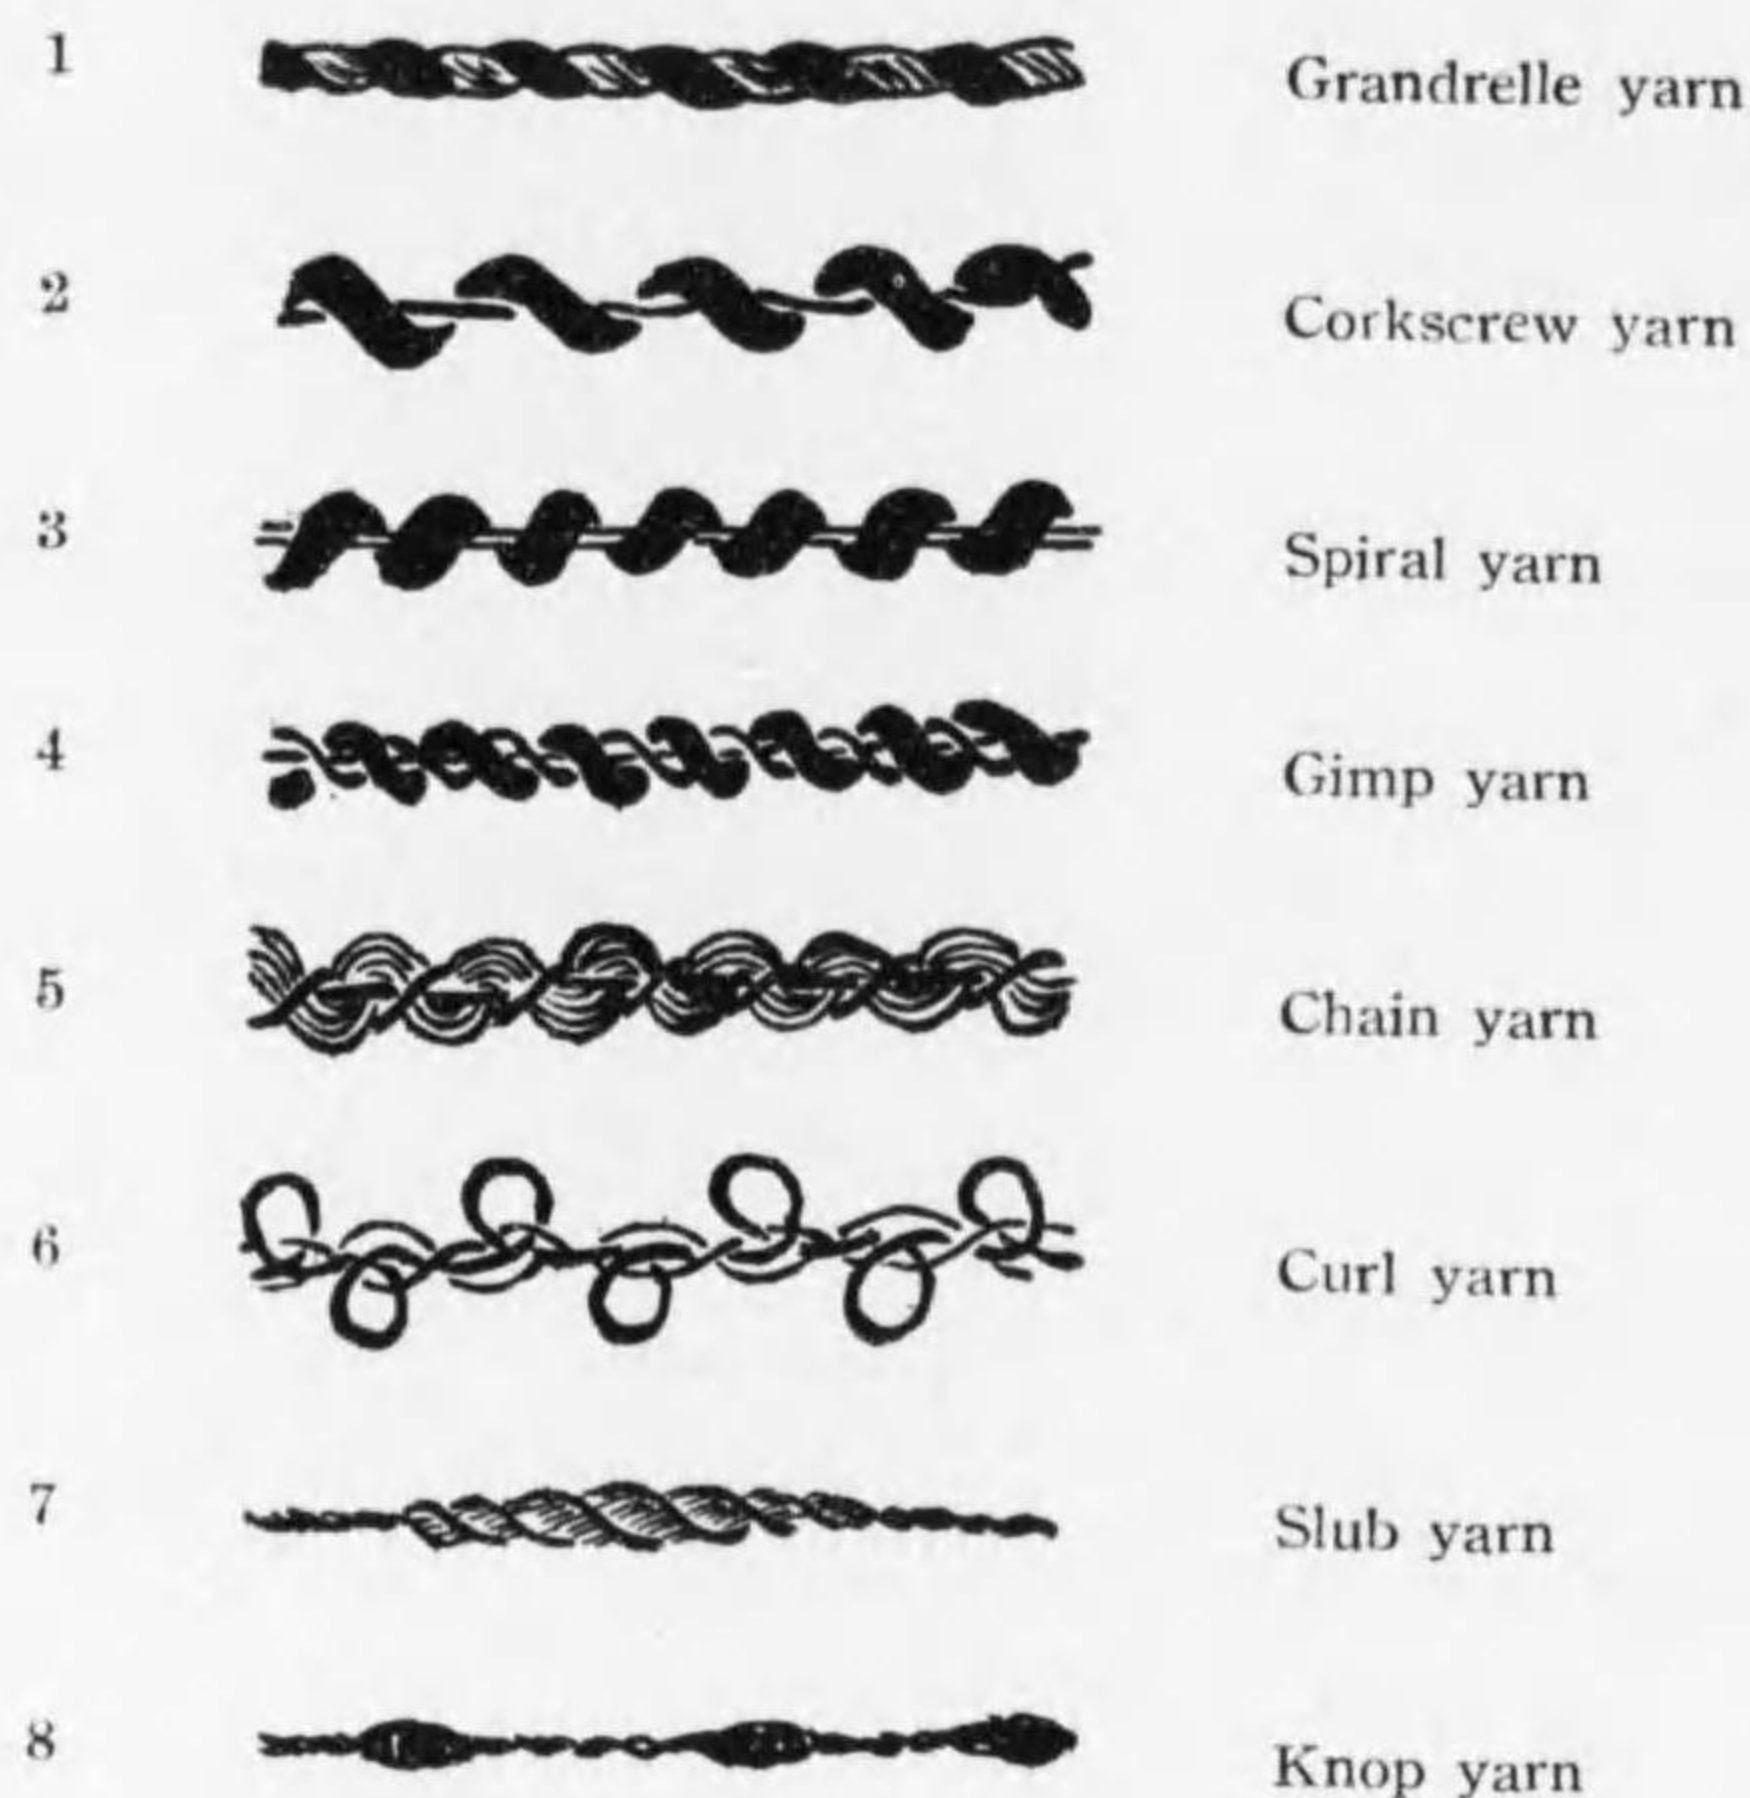 1 Grandrelle yarn
2 Corkscrew yarn
3 Spiral yarn
4 Gimp yarn
5 Chain yarn
6 Curl yarn
7 Slub yarn
8 Knop yarn